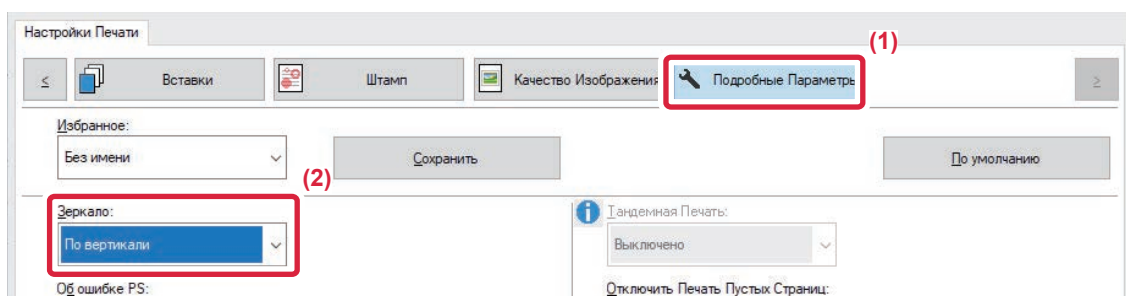 Настройки Печати
(1)
<
Вставки
Штамп
Качество Изображения
Подробные Параметры
>
Избранное:
Без имени
Сохранить
По умолчанию
(2)
Зеркало:
Тандемная Печать:
По вертикали
Выключено
Об ошибке PS:
Отключить Печать Пустых Страниц: